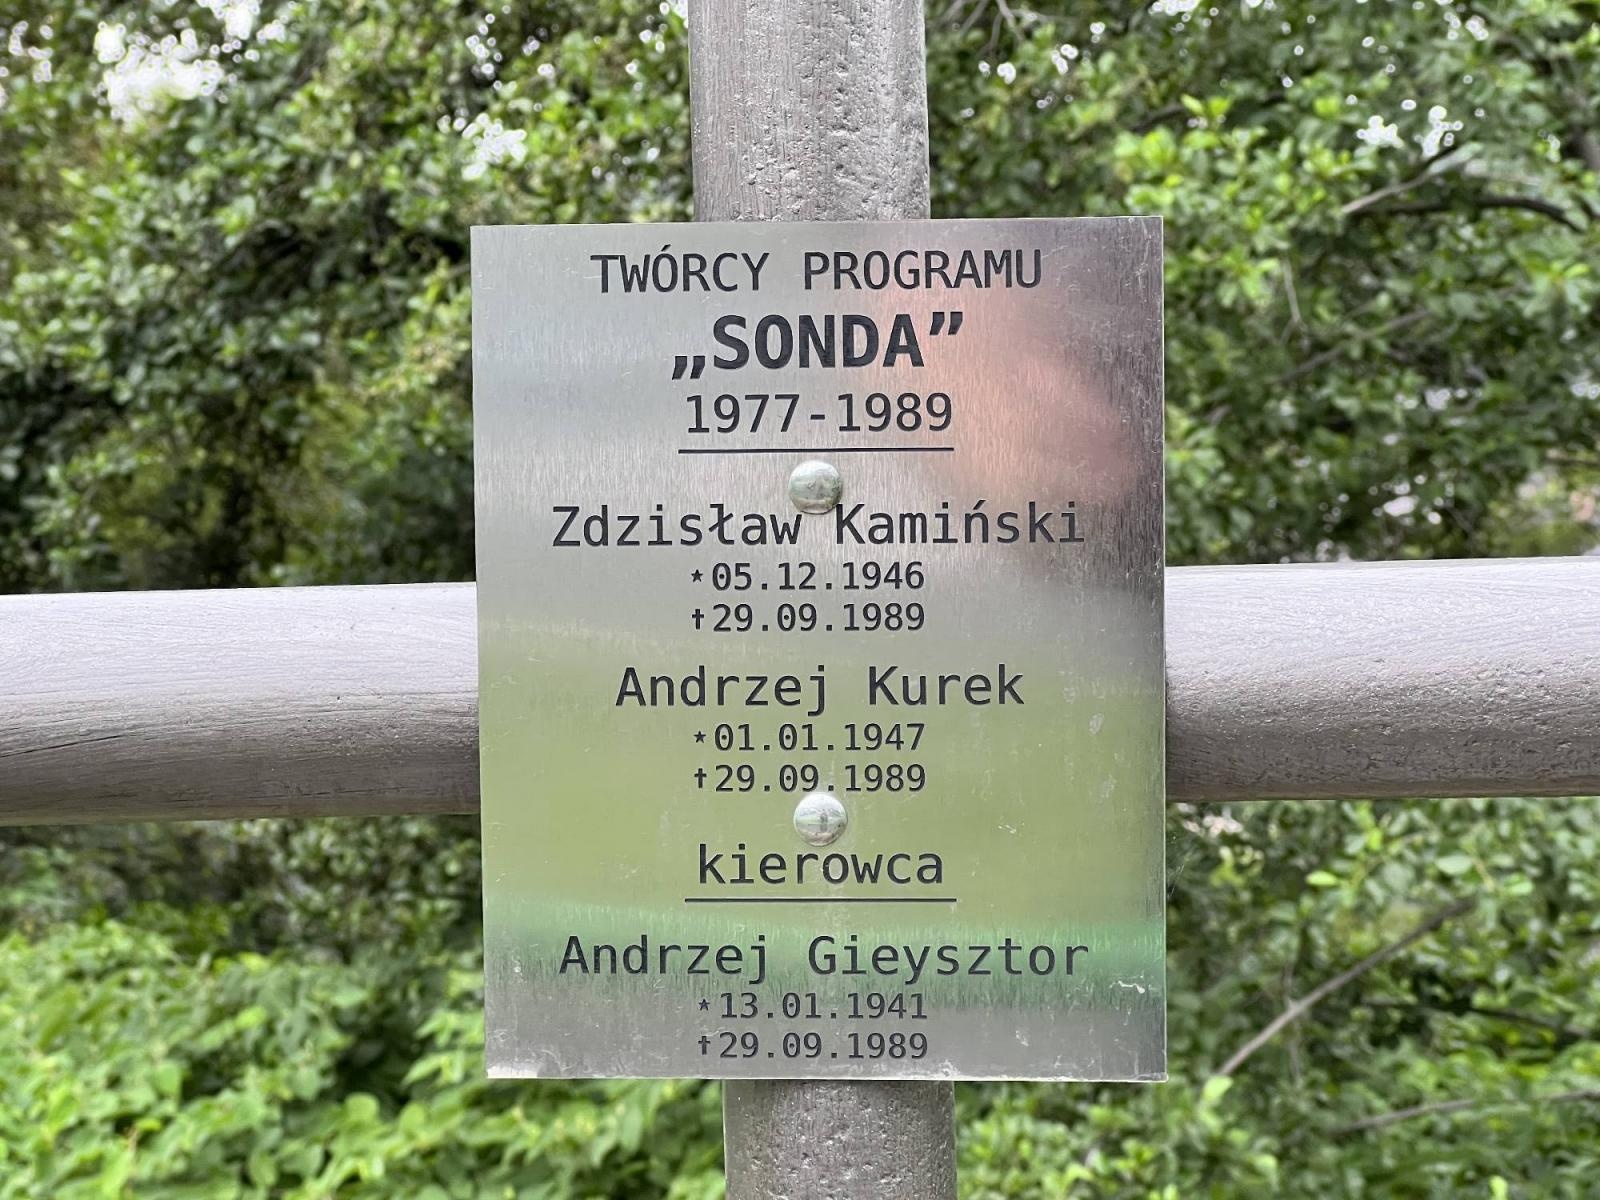 TWÓRCY PROGRAMU
„SONDA”
1977-1989
Zdzisław Kamiński
⋆05.12.1946
✝29.09.1989
Andrzej Kurek
⋆01.01.1947
✝29.09.1989
kierowca
Andrzej Gieysztor
⋆13.01.1941
✝29.09.1989